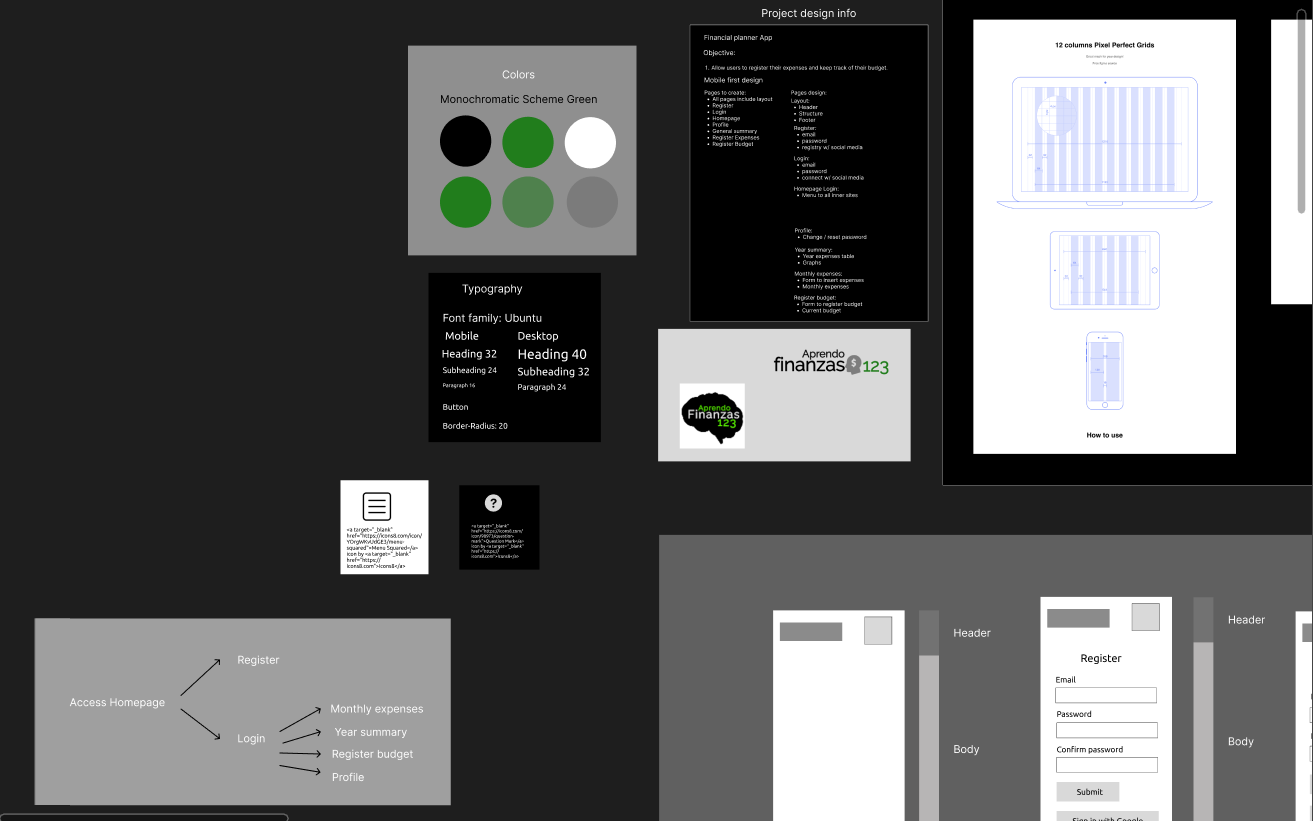 Project design info
Financial planner App
Objective:
1. Allow users to register their expenses and keep track of their budget.
Mobile first design
Pages to create:
• All pages include layout
• Register
• Login
• Homepage
• Profile
• General summary
• Register Expenses
• Register Budget
Pages design:
Layout:
• Header
• Structure
• Footer
Register:
• email
• password
• registry w/ social media
Login:
• email
• password
• connect w/ social media
Homepage Login:
• Menu to all inner sites
Profile:
• Change / reset password
Year summary:
• Year expenses table
• Graphs
Monthly expenses:
• Form to insert expenses
• Monthly expenses
Register budget:
• Form to register budget
• Current budget
Colors
Monochromatic Scheme Green
Typography
Font family: Ubuntu
Mobile
Heading 32
Subheading 24
Paragraph 16
Desktop
Heading 40
Subheading 32
Paragraph 24
Button
Border-Radius: 20
Aprendo
finanzas $ 123
Aprendo
Finanzas
123
12 columns Pixel Perfect Grids
How to use
<a target="_blank"
href="https://icons8.com/icon/
YOrgWKvUdGE3/menu-
squared">Menu Squared</a>
icon by <a target="_blank"
href="https://
icons8.com">Icons8</a>
?
<a target="_blank"
href="https://icons8.com/
mark">Question Mark</a>
icon by <a target="_blank"
href="https://
icons8.com">Icons8</a>
Access Homepage
Register
Login
Monthly expenses
Year summary
Register budget
Profile
Header
Body
Register
Email
Password
Confirm password
Submit
Sign in with Google
Header
Body